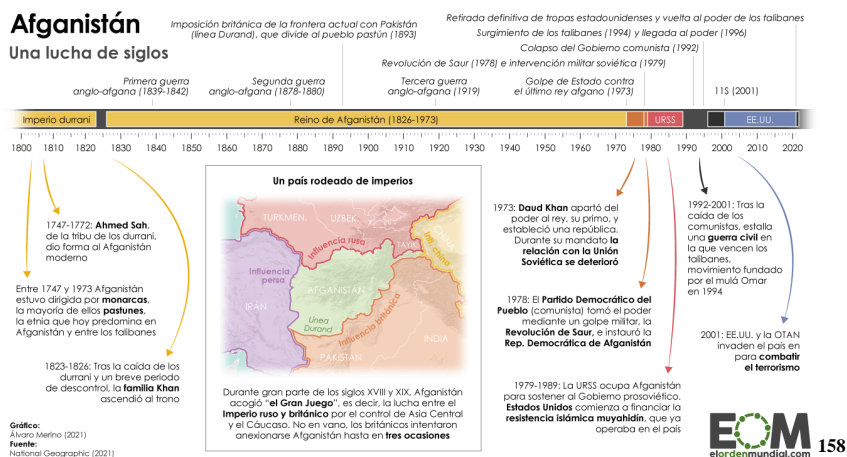 Afganistán
Una lucha de siglos
Imposición británica de la frontera actual con Pakistán
(línea Durand), que divide al pueblo pastún (1893)
Retirada definitiva de tropas estadounidenses y vuelta al poder de los talibanes
Surgimiento de los talibanes (1994) y llegada al poder (1996)
Colapso del Gobierno comunista (1992)
Revolución de Saur (1978) e intervención militar soviética (1979)
Primera guerra
anglo-afgana (1839-1842)
Segunda guerra
anglo-afgana (1878-1880)
Tercera guerra
anglo-afgana (1919)
Golpe de Estado contra
el último rey afgano (1973)
11S (2001)
Imperio durrani
Reino de Afganistán (1826-1973)
URSS
EE.UU.
1800 1810 1820 1830 1840 1850 1860 1870 1880 1890 1900 1910 1920 1930 1940 1950 1960 1970 1980 1990 2000 2010 2020
1747-1772: Ahmed Sah,
de la tribu de los durrani,
dio forma al Afganistán
moderno
Entre 1747 y 1973 Afganistán
estuvo dirigida por monarcas,
la mayoría de ellos pastunes,
la etnia que hoy predomina en
Afganistán y entre los talibanes
1823-1826: Tras la caída de los
durrani y un breve periodo
de descontrol, la familia Khan
ascendió al trono
Un país rodeado de imperios
TURKMEN.
UZBEK.
TAYIK.
CHINA
Influencia rusa
Infl. china
Influencia
persa
AFGANISTÁN
IRÁN
Línea
Durand
Influencia británica
INDIA
PAKISTÁN
Durante gran parte de los siglos XVIII y XIX, Afganistán
acogió "el Gran Juego", es decir, la lucha entre el
Imperio ruso y británico por el control de Asia Central
y el Cáucaso. No en vano, los británicos intentaron
anexionarse Afganistán hasta en tres ocasiones
1973: Daud Khan apartó del
poder al rey, su primo, y
estableció una república.
Durante su mandato la
relación con la Unión
Soviética se deterioró
1978: El Partido Democrático del
Pueblo (comunista) tomó el poder
mediante un golpe militar, la
Revolución de Saur, e instauró la
Rep. Democrática de Afganistán
1979-1989: La URSS ocupa Afganistán
para sostener al Gobierno prosoviético.
Estados Unidos comienza a financiar la
resistencia islámica muyahidín, que ya
operaba en el país
1992-2001: Tras la
caída de los
comunistas, estalla
una guerra civil en
la que vencen los
talibanes,
movimiento fundado
por el mulá Omar
en 1994
2001: EE.UU. y la OTAN
invaden el país en
para combatir
el terrorismo
Gráfico:
Álvaro Merino (2021)
Fuente:
National Geographic (2021)
EOM
elordenmundial.com
158